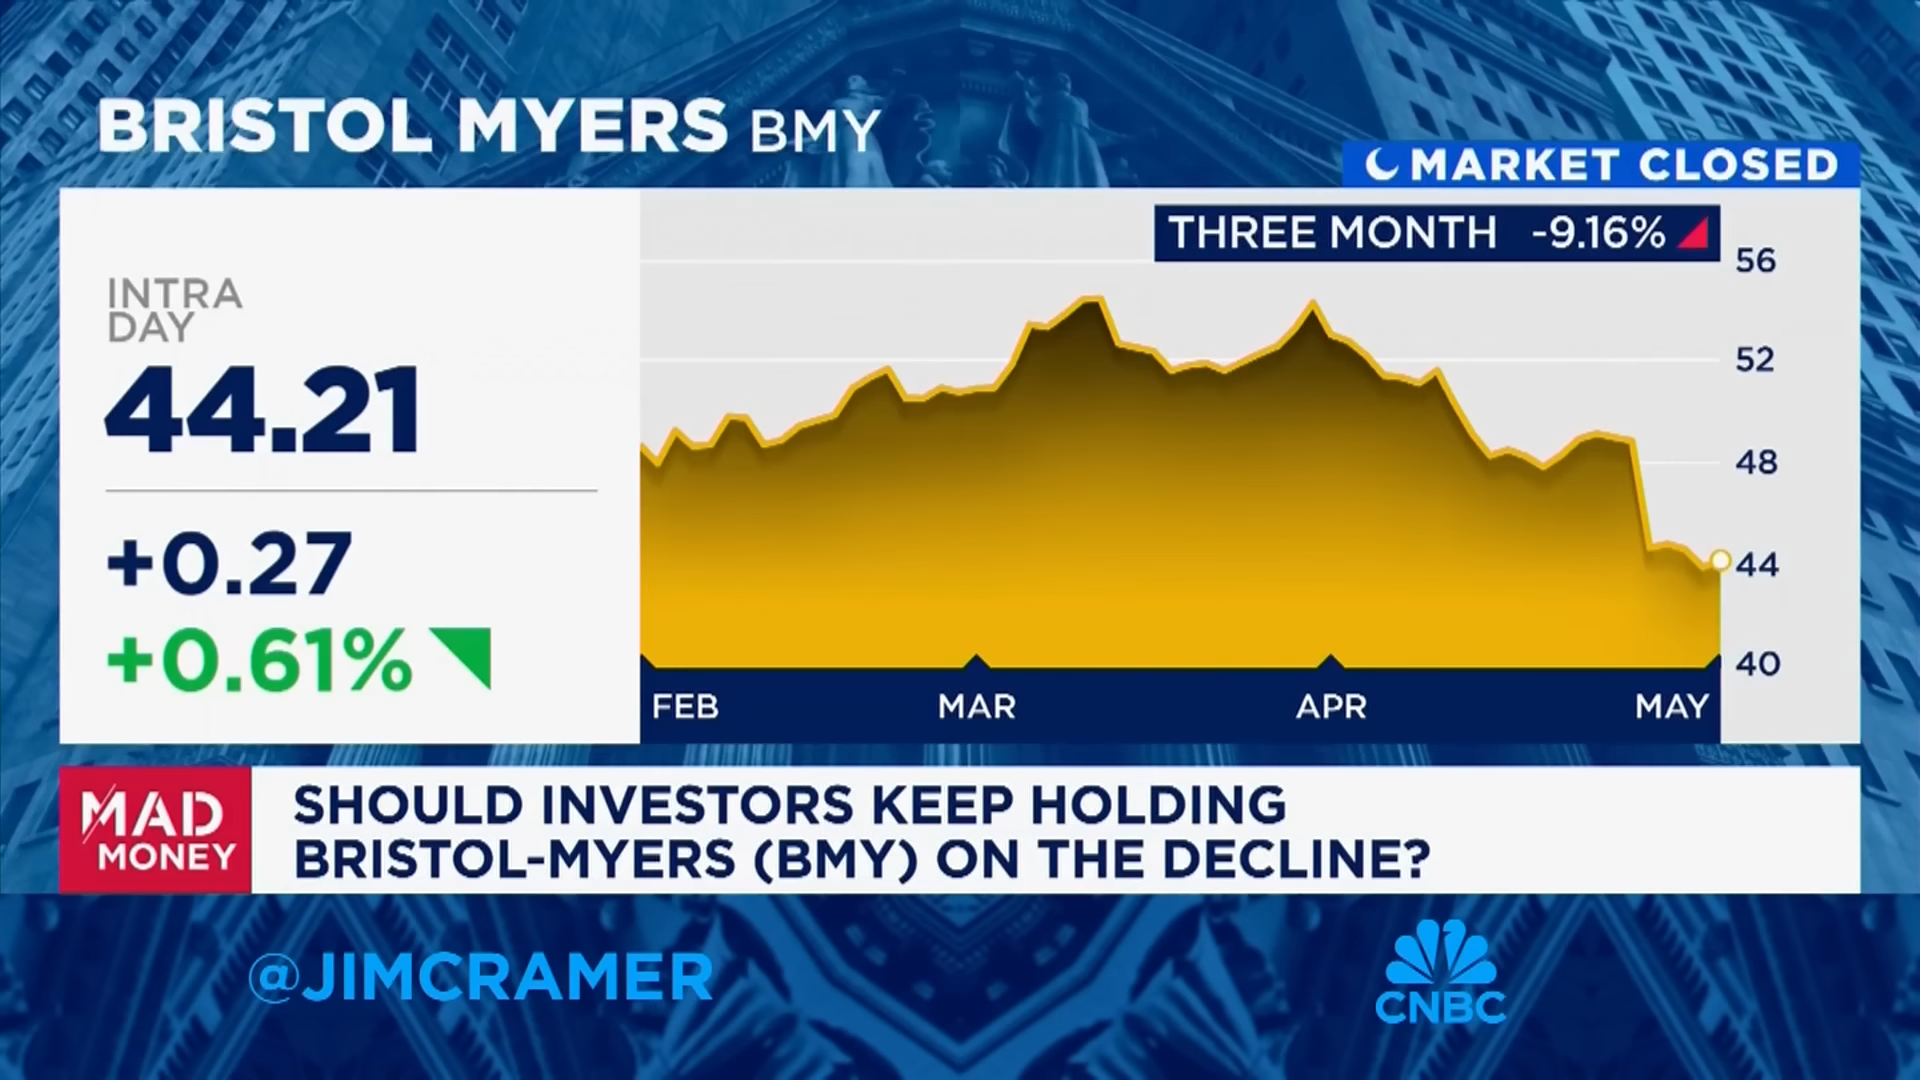 BRISTOL MYERS BMY
MARKET CLOSED
THREE MONTH -9.16%
INTRA
DAY
44.21
+0.27
+0.61%
56
52
48
44
40
FEB MAR APR MAY
MAD
MONEY
SHOULD INVESTORS KEEP HOLDING
BRISTOL-MYERS (BMY) ON THE DECLINE?
@JIMCRAMER
CNBC